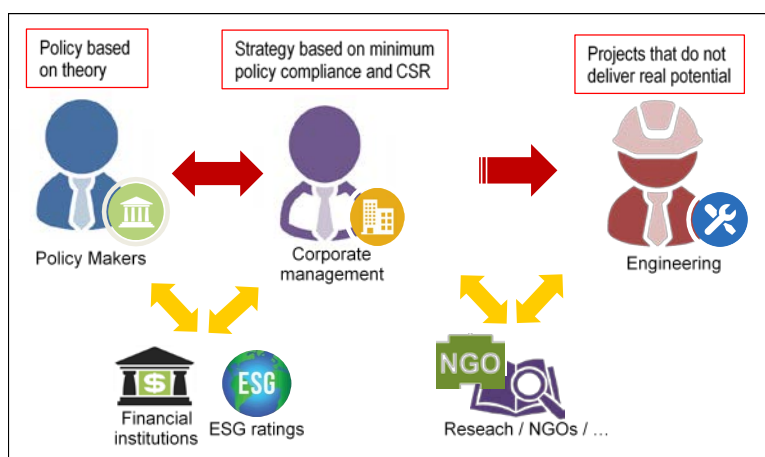 Policy based
on theory
Strategy based on minimum
policy compliance and CSR
Projects that do not
deliver real potential
Policy Makers
Corporate
management
Engineering
$
ESG
NGO
Financial
institutions
ESG ratings
Reseach / NGOs / ...